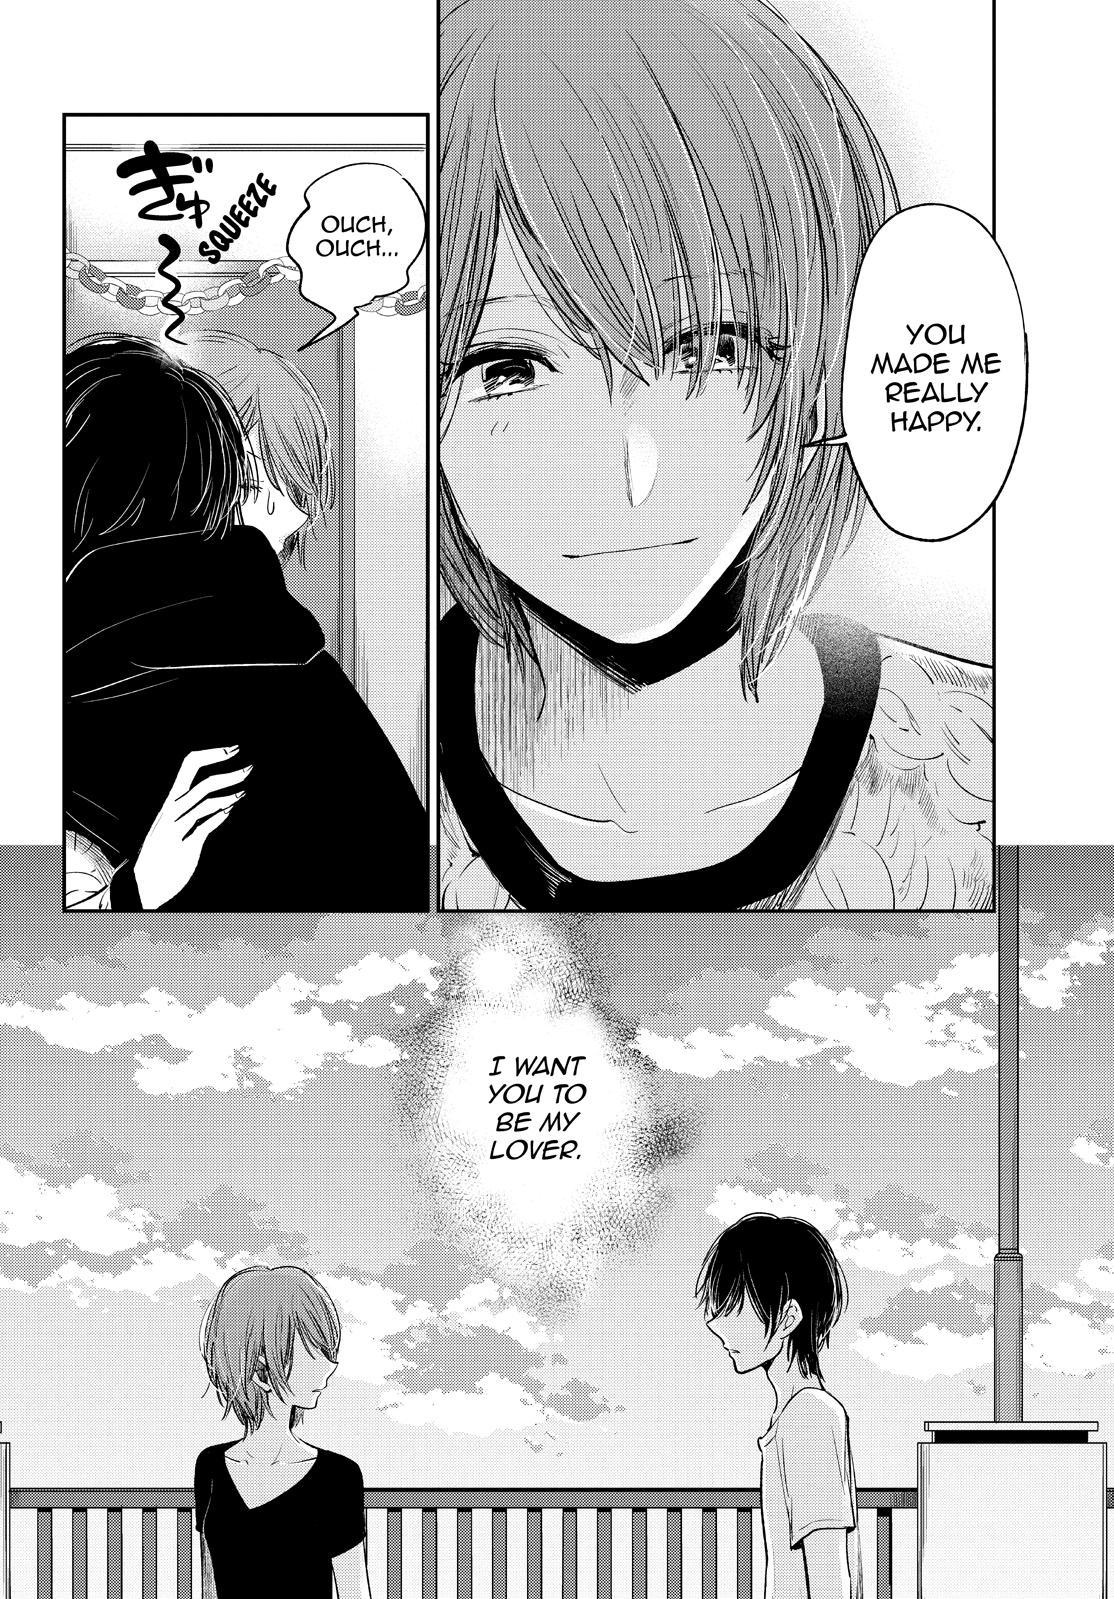 YOU
MADE ME
REALLY
HAPPY.
OUCH,
OUCH...
ぎゅ
SQUEEZE
I WANT
YOU TO
BE MY
LOVER.